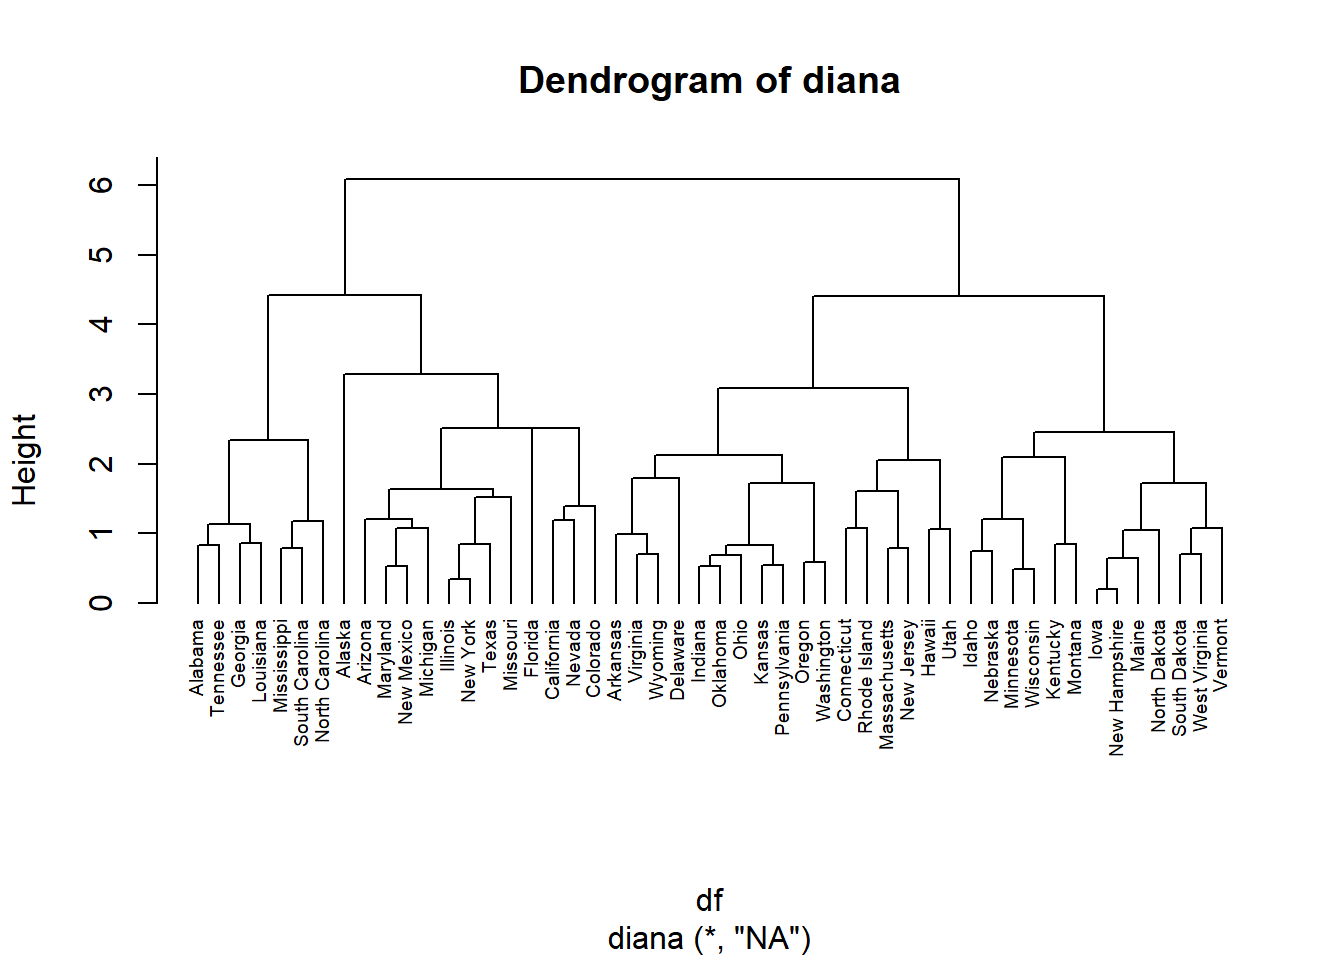 Dendrogram of diana
Height
6
5
4
3
2
1
0
Alabama
Tennessee
Georgia
Louisiana
Mississippi
South Carolina
North Carolina
Alaska
Arizona
Maryland
New Mexico
Michigan
Illinois
New York
Texas
Missouri
Florida
California
Nevada
Colorado
Arkansas
Virginia
Wyoming
Delaware
Indiana
Oklahoma
Ohio
Kansas
Pennsylvania
Oregon
Washington
Connecticut
Rhode Island
Massachusetts
New Jersey
Hawaii
Utah
Idaho
Nebraska
Minnesota
Wisconsin
Kentucky
Montana
Iowa
New Hampshire
Maine
North Dakota
South Dakota
West Virginia
Vermont
df
diana (*, "NA")